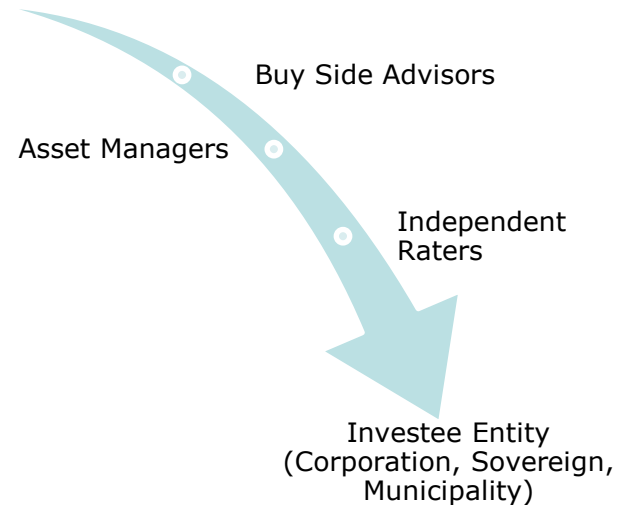 Buy Side Advisors
Asset Managers
Independent
Raters
Investee Entity
(Corporation, Sovereign,
Municipality)